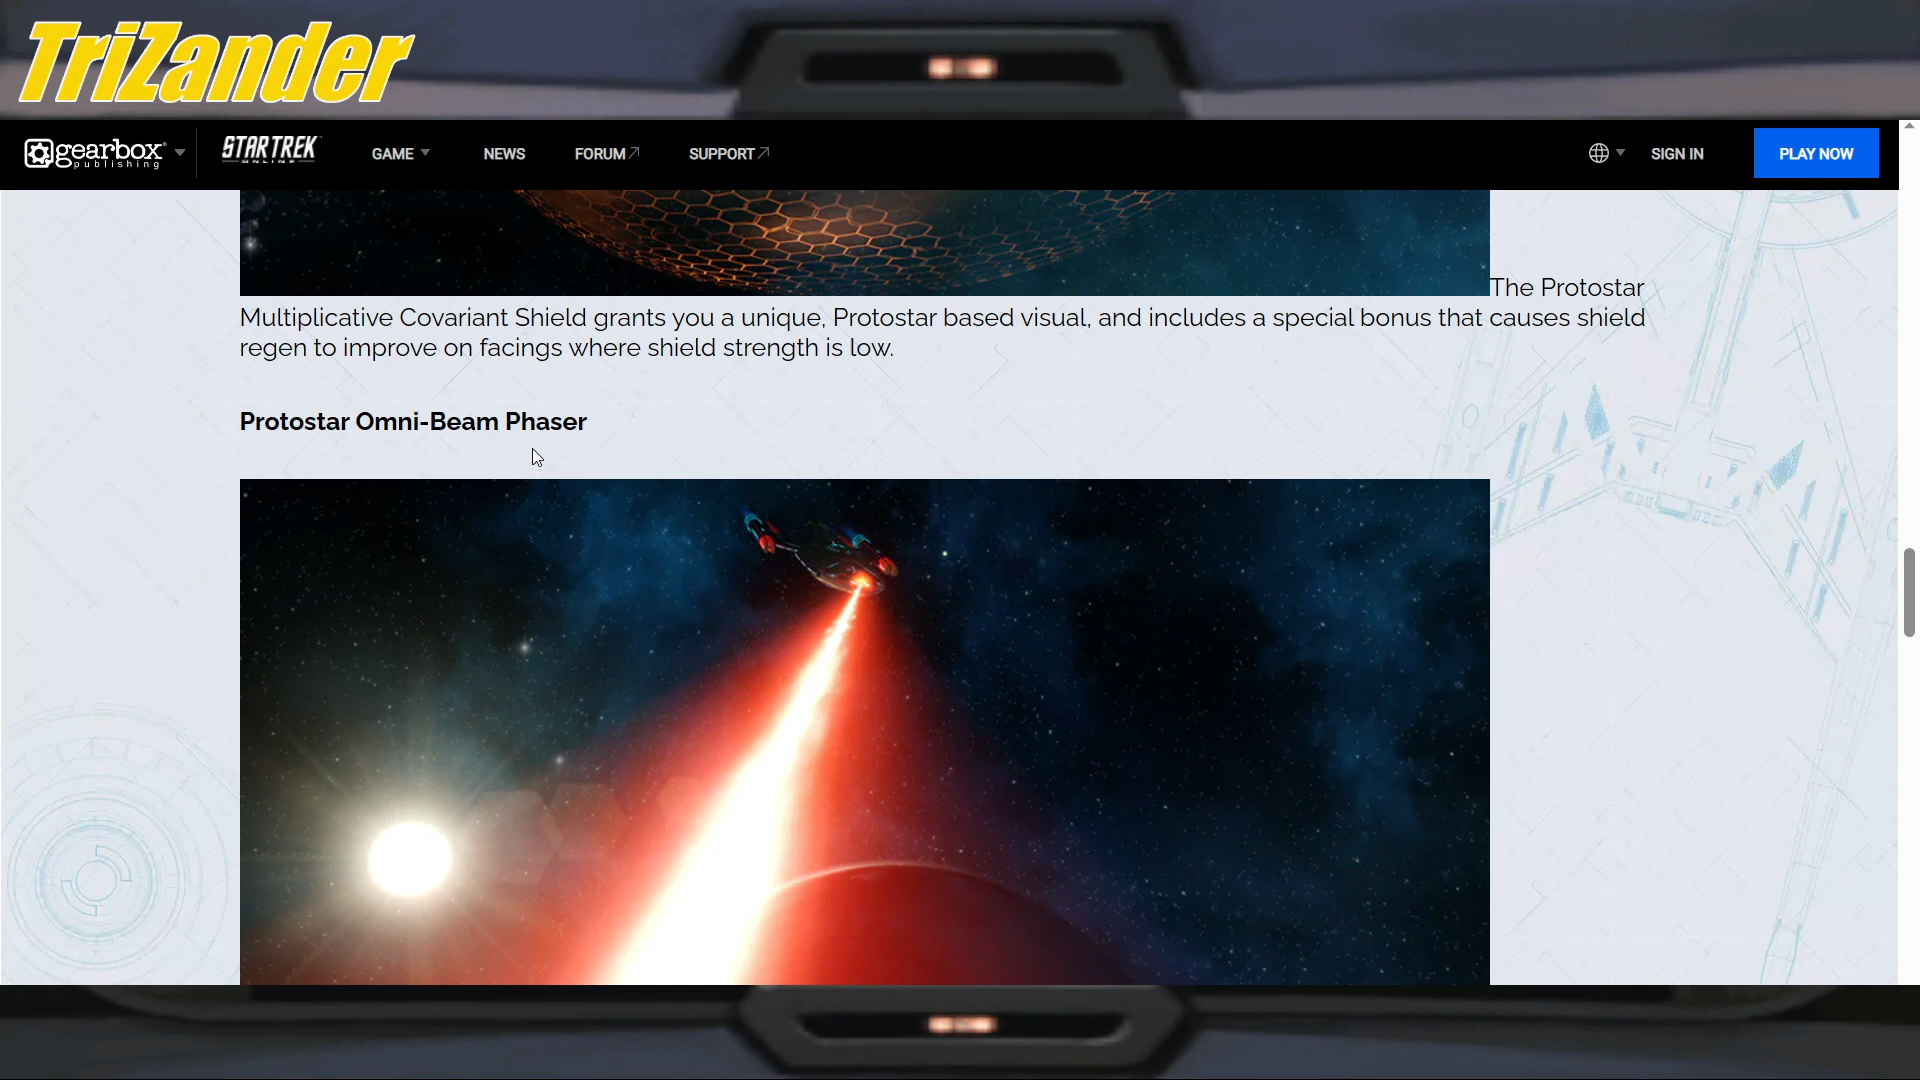 TriZander
gearbox publishing
STAR TREK ONLINE
GAME
NEWS
FORUM
SUPPORT
SIGN IN
PLAY NOW
The Protostar
Multiplicative Covariant Shield grants you a unique, Protostar based visual, and includes a special bonus that causes shield
regen to improve on facings where shield strength is low.
Protostar Omni-Beam Phaser